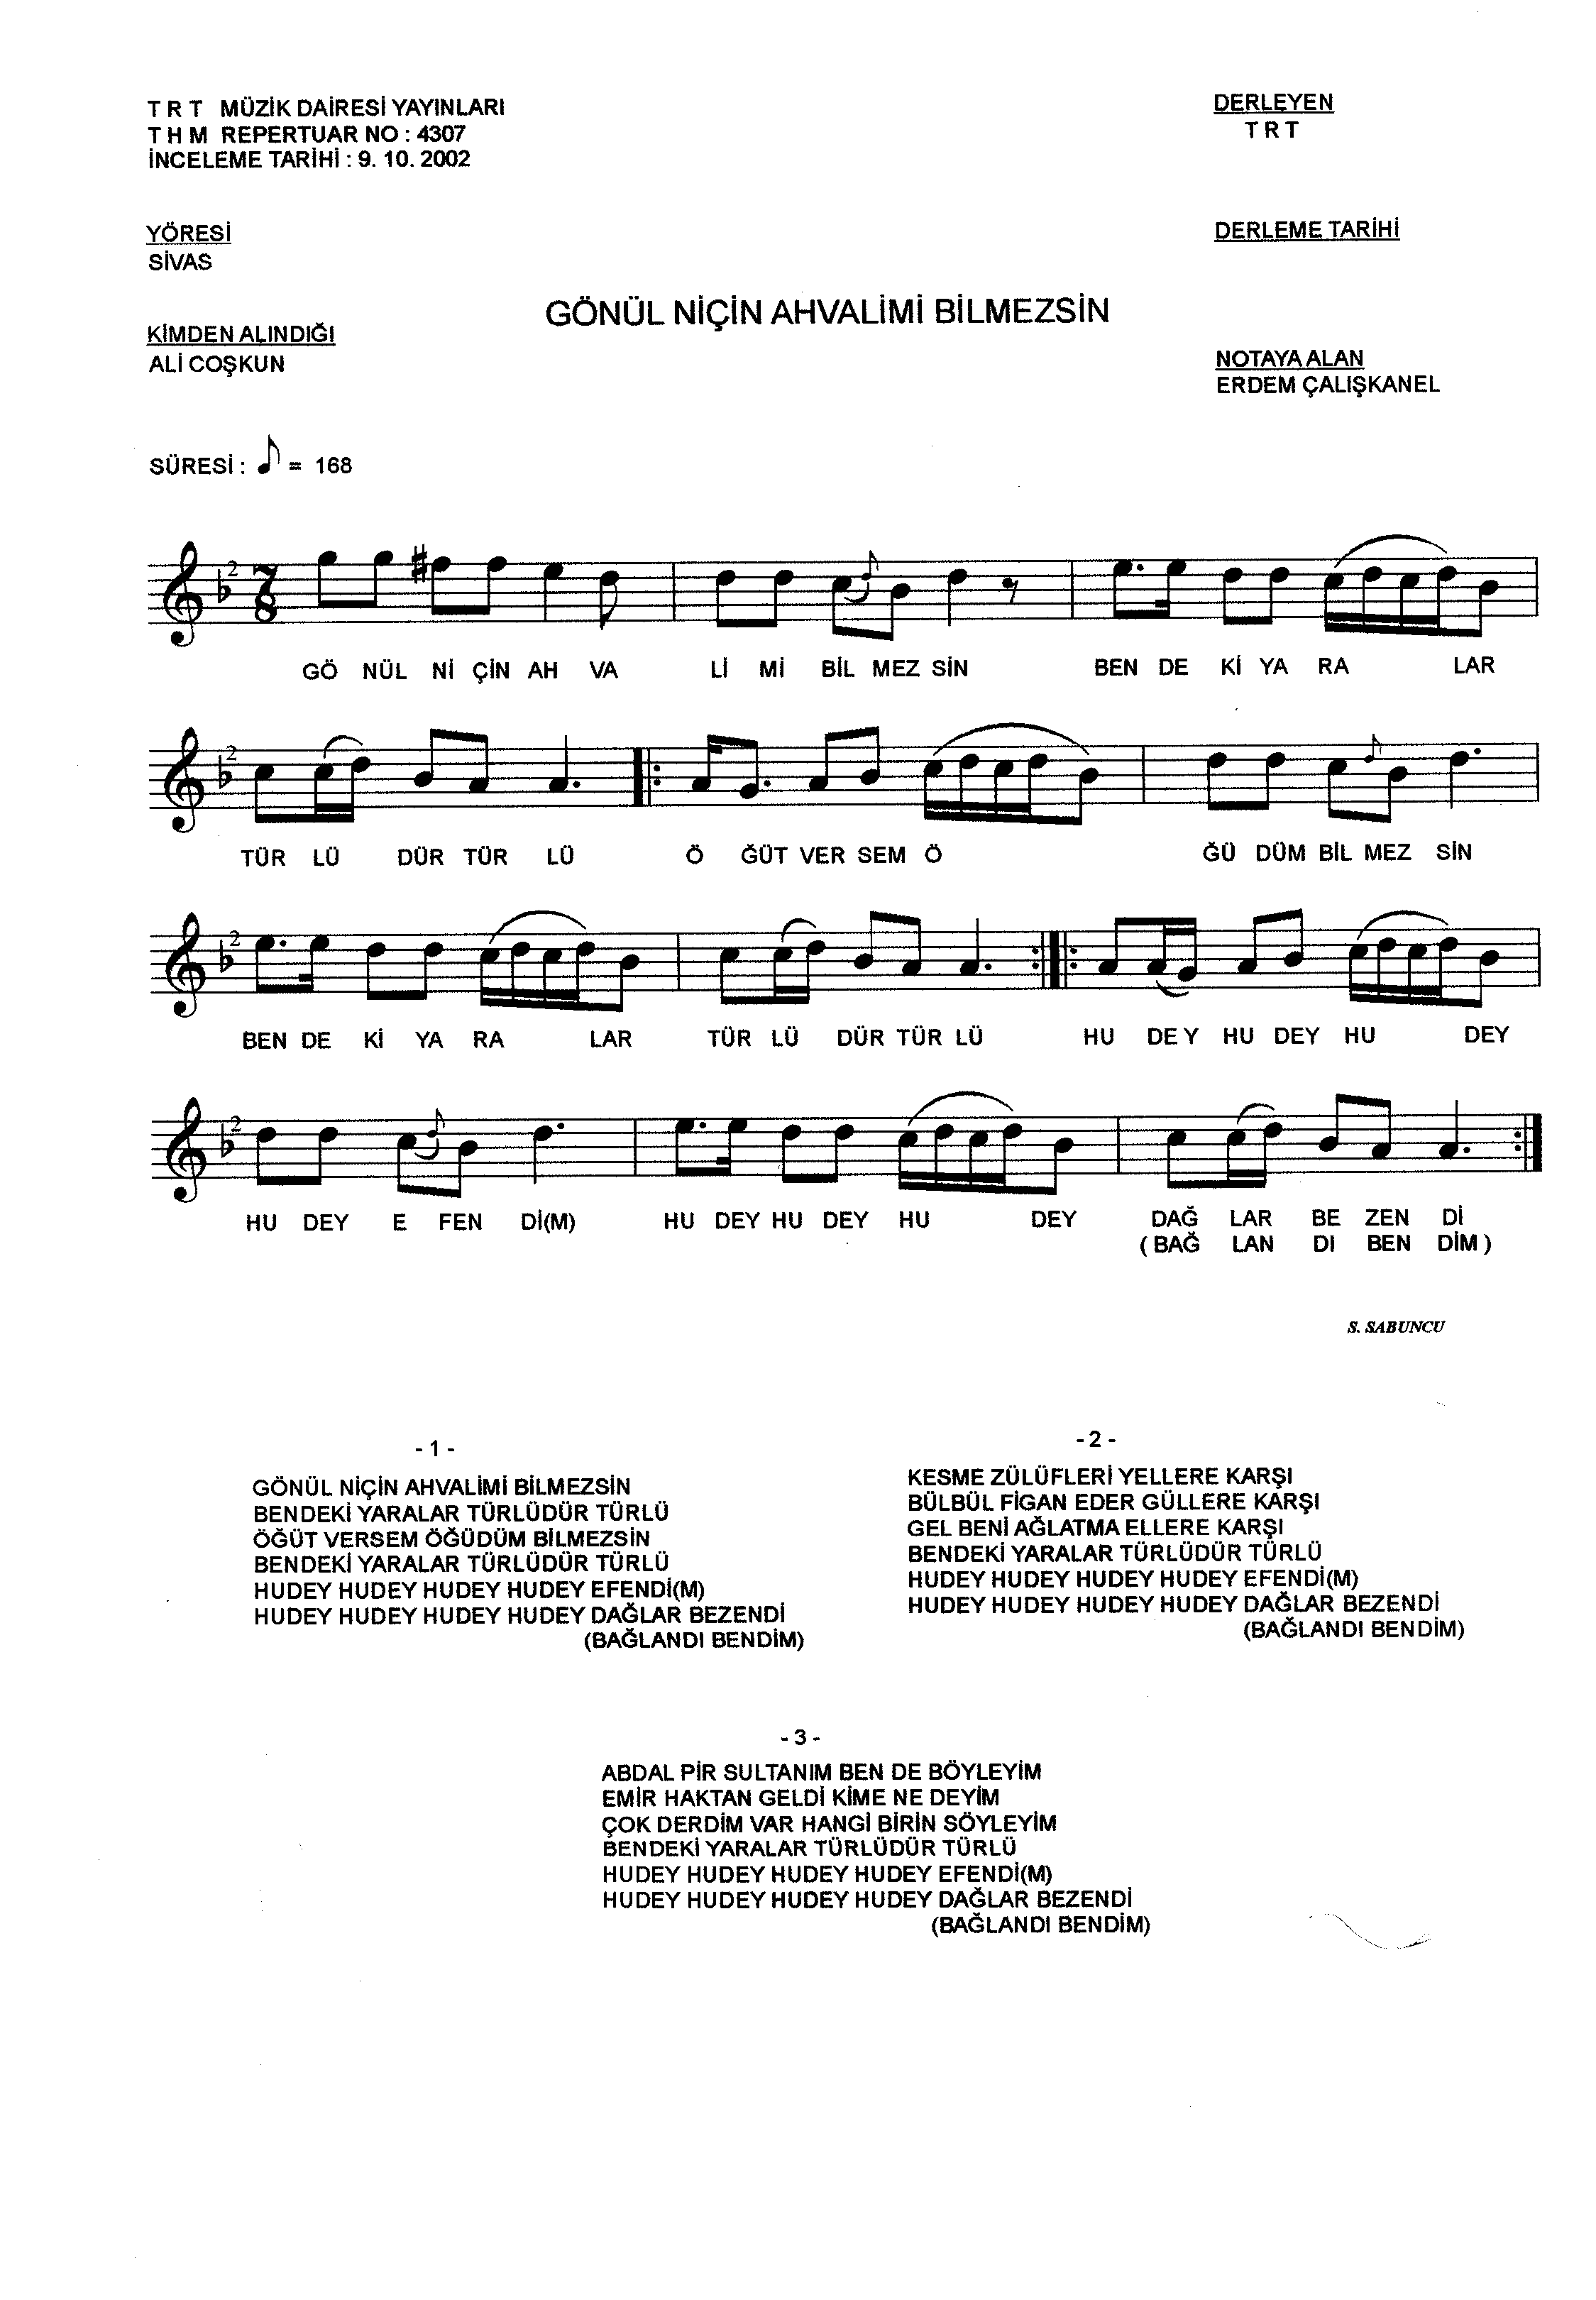 T R T MÜZİK DAİRESİ YAYINLARI
T H M REPERTUAR NO : 4307
İNCELEME TARİHİ : 9. 10. 2002
DERLEYEN
T R T
YÖRESİ
SİVAS
DERLEME TARİHİ
GÖNÜL NİÇİN AHVALİMİ BİLMEZSİN
KİMDEN ALINDIĞI
ALİ COŞKUN
NOTAYA ALAN
ERDEM ÇALIŞKANEL
SÜRESİ : ♪ = 168
2 7 8
GÖ NÜL Nİ ÇİN AH VA Lİ Mİ BİL MEZ SİN BEN DE Kİ YA RA LAR
2
TÜR LÜ DÜR TÜR LÜ Ö ĞÜT VER SEM Ö ĞÜ DÜM BİL MEZ SİN
2
BEN DE Kİ YA RA LAR TÜR LÜ DÜR TÜR LÜ HU DE Y HU DEY HU DEY
2
HU DEY E FEN Dİ(M) HU DEY HU DEY HU DEY DAĞ LAR BE ZEN Dİ
( BAĞ LAN DI BEN DİM )
S. SABUNCU
- 1 -
GÖNÜL NİÇİN AHVALİMİ BİLMEZSİN
BENDEKİ YARALAR TÜRLÜDÜR TÜRLÜ
ÖĞÜT VERSEM ÖĞÜDÜM BİLMEZSİN
BENDEKİ YARALAR TÜRLÜDÜR TÜRLÜ
HUDEY HUDEY HUDEY HUDEY EFENDİ(M)
HUDEY HUDEY HUDEY HUDEY DAĞLAR BEZENDİ
(BAĞLANDI BENDİM)
- 2 -
KESME ZÜLÜFLERİ YELLERE KARŞI
BÜLBÜL FİGAN EDER GÜLLERE KARŞI
GEL BENİ AĞLATMA ELLERE KARŞI
BENDEKİ YARALAR TÜRLÜDÜR TÜRLÜ
HUDEY HUDEY HUDEY HUDEY EFENDİ(M)
HUDEY HUDEY HUDEY HUDEY DAĞLAR BEZENDİ
(BAĞLANDI BENDİM)
- 3 -
ABDAL PİR SULTANIM BEN DE BÖYLEYİM
EMİR HAKTAN GELDİ KİME NE DEYİM
ÇOK DERDİM VAR HANGİ BİRİN SÖYLEYİM
BENDEKİ YARALAR TÜRLÜDÜR TÜRLÜ
HUDEY HUDEY HUDEY HUDEY EFENDİ(M)
HUDEY HUDEY HUDEY HUDEY DAĞLAR BEZENDİ
(BAĞLANDI BENDİM)